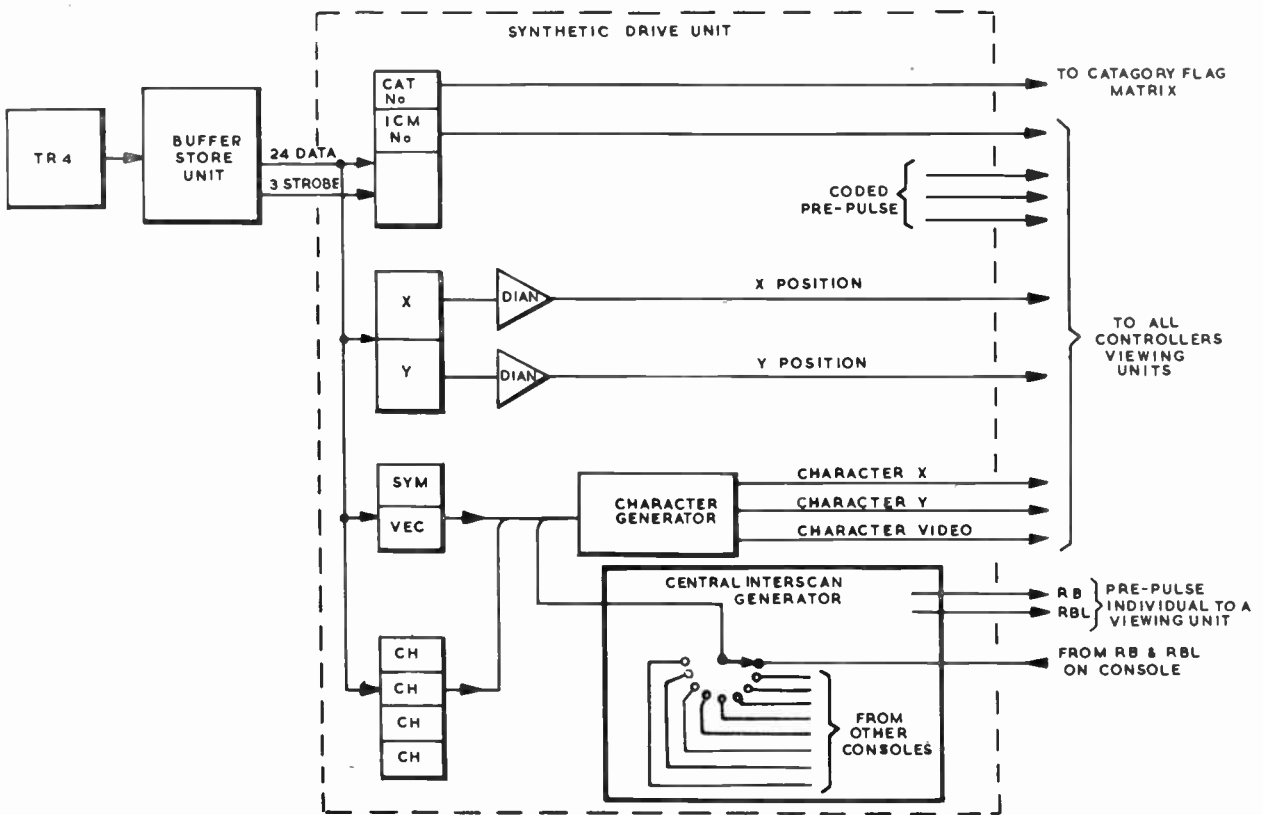 SYNTHETIC DRIVE UNIT
TR 4
BUFFER
STORE
UNIT
24 DATA
3 STROBE
CAT
No
ICM
No
TO CATAGORY FLAG
MATRIX
CODED
PRE-PULSE
X
Y
DIAN
DIAN
X POSITION
Y POSITION
TO ALL
CONTROLLERS
VIEWING
UNITS
SYM
VEC
CHARACTER
GENERATOR
CHARACTER X
CHARACTER Y
CHARACTER VIDEO
CH
CH
CH
CH
CENTRAL INTERSCAN
GENERATOR
RB
RBL
PRE-PULSE
INDIVIDUAL TO A
VIEWING UNIT
FROM RB & RBL
ON CONSOLE
FROM
OTHER
CONSOLES